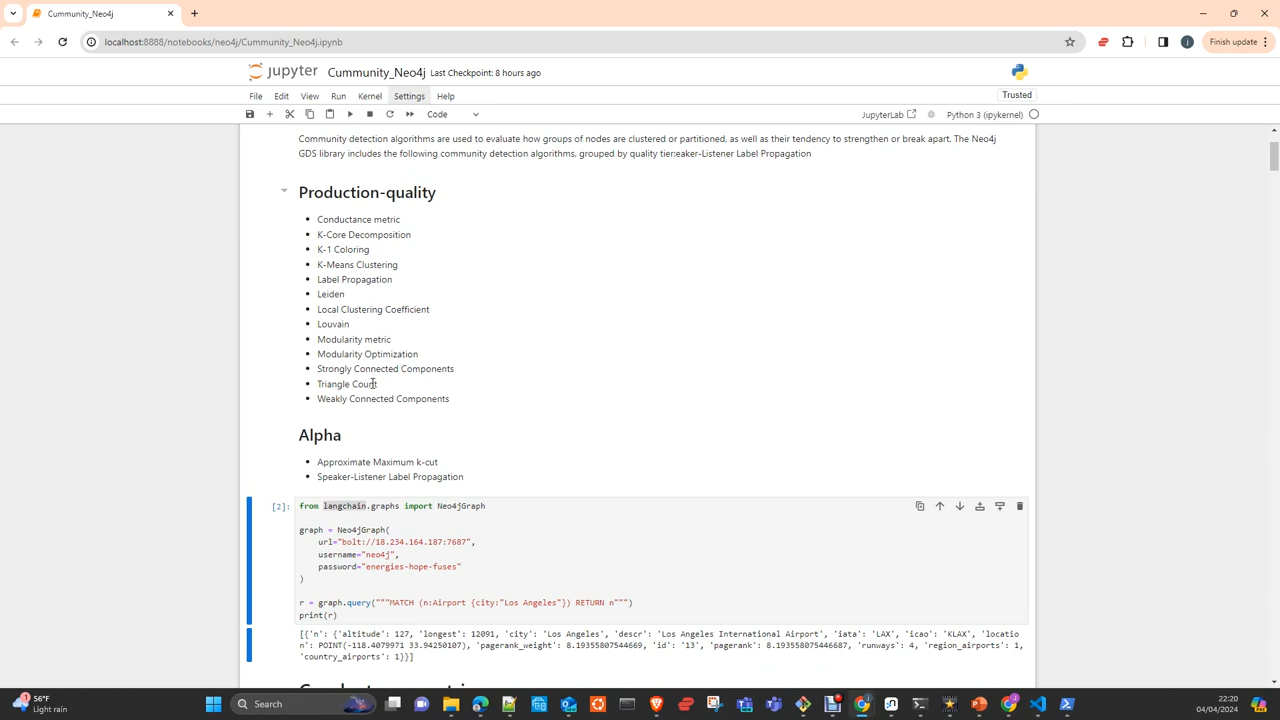 Cummunity_Neo4j
localhost:8888/notebooks/neo4j/Cummunity_Neo4j.ipynb
Finish update
jupyter Cummunity_Neo4j Last Checkpoint: 8 hours ago
File Edit View Run Kernel Settings Help
Trusted
Code
JupyterLab
Python 3 (ipykernel)
Community detection algorithms are used to evaluate how groups of nodes are clustered or partitioned, as well as their tendency to strengthen or break apart. The Neo4j
GDS library includes the following community detection algorithms, grouped by quality tier:eaker-Listener Label Propagation
Production-quality
• Conductance metric
• K-Core Decomposition
• K-1 Coloring
• K-Means Clustering
• Label Propagation
• Leiden
• Local Clustering Coefficient
• Louvain
• Modularity metric
• Modularity Optimization
• Strongly Connected Components
• Triangle Count
• Weakly Connected Components
Alpha
• Approximate Maximum k-cut
• Speaker-Listener Label Propagation
[2]: from langchain.graphs import Neo4jGraph
graph = Neo4jGraph(
url="bolt://18.234.164.187:7687",
username="neo4j",
password="energies-hope-fuses"
)
r = graph.query("""MATCH (n:Airport {city:"Los Angeles"}) RETURN n""")
print(r)
[{'n': {'altitude': 127, 'longest': 12091, 'city': 'Los Angeles', 'descr': 'Los Angeles International Airport', 'iata': 'LAX', 'icao': 'KLAX', 'locatio
n': POINT(-118.4079971 33.94250107), 'pagerank_weight': 8.19355807544669, 'id': '13', 'pagerank': 8.193558075446687, 'runways': 4, 'region_airports': 1,
'country_airports': 1}}]
56°F
Light rain
Search
22:20
04/04/2024